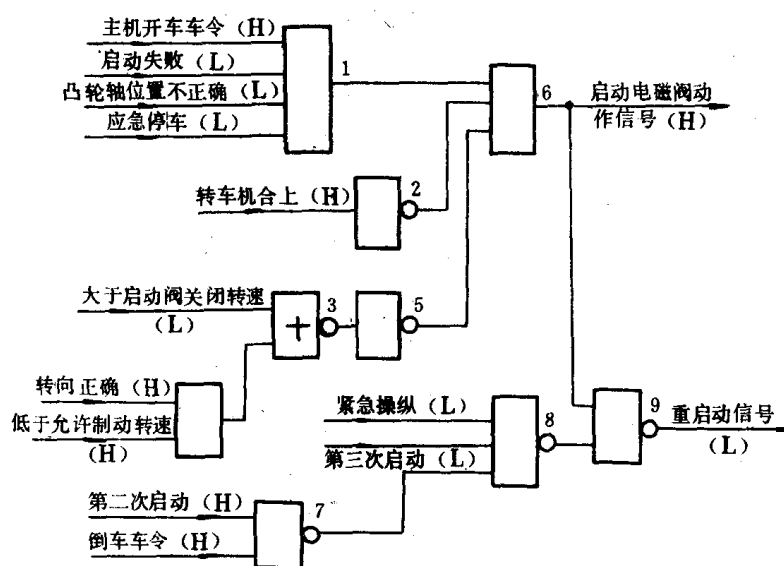 主机开车车令（H）
启动失败（L）
凸轮轴位置不正确（L）
应急停车（L）
1
6
启动电磁阀动
作信号（H）
转车机合上（H）
2
大于启动阀关闭转速
（L）
+
3
5
转向正确（H）
低于允许制动转速
（H）
紧急操纵（L）
第三次启动（L）
8
9
重启动信号
（L）
第二次启动（H）
倒车车令（H）
7